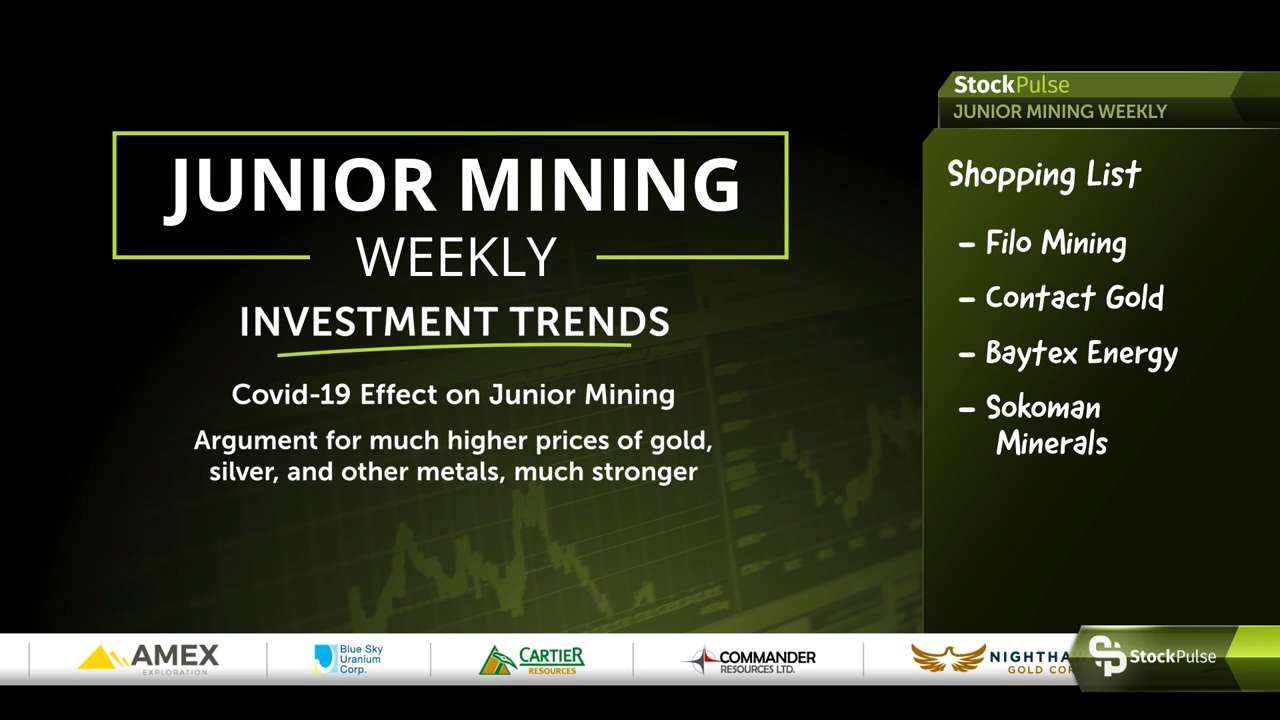 StockPulse
JUNIOR MINING WEEKLY
JUNIOR MINING
WEEKLY
INVESTMENT TRENDS
Covid-19 Effect on Junior Mining
Argument for much higher prices of gold,
silver, and other metals, much stronger
Shopping List
– Filo Mining
– Contact Gold
– Baytex Energy
– Sokoman
Minerals
AMEX
EXPLORATION
Blue Sky
Uranium
Corp.
CARTIER
RESOURCES
COMMANDER
RESOURCES LTD.
GOLD
StockPulse